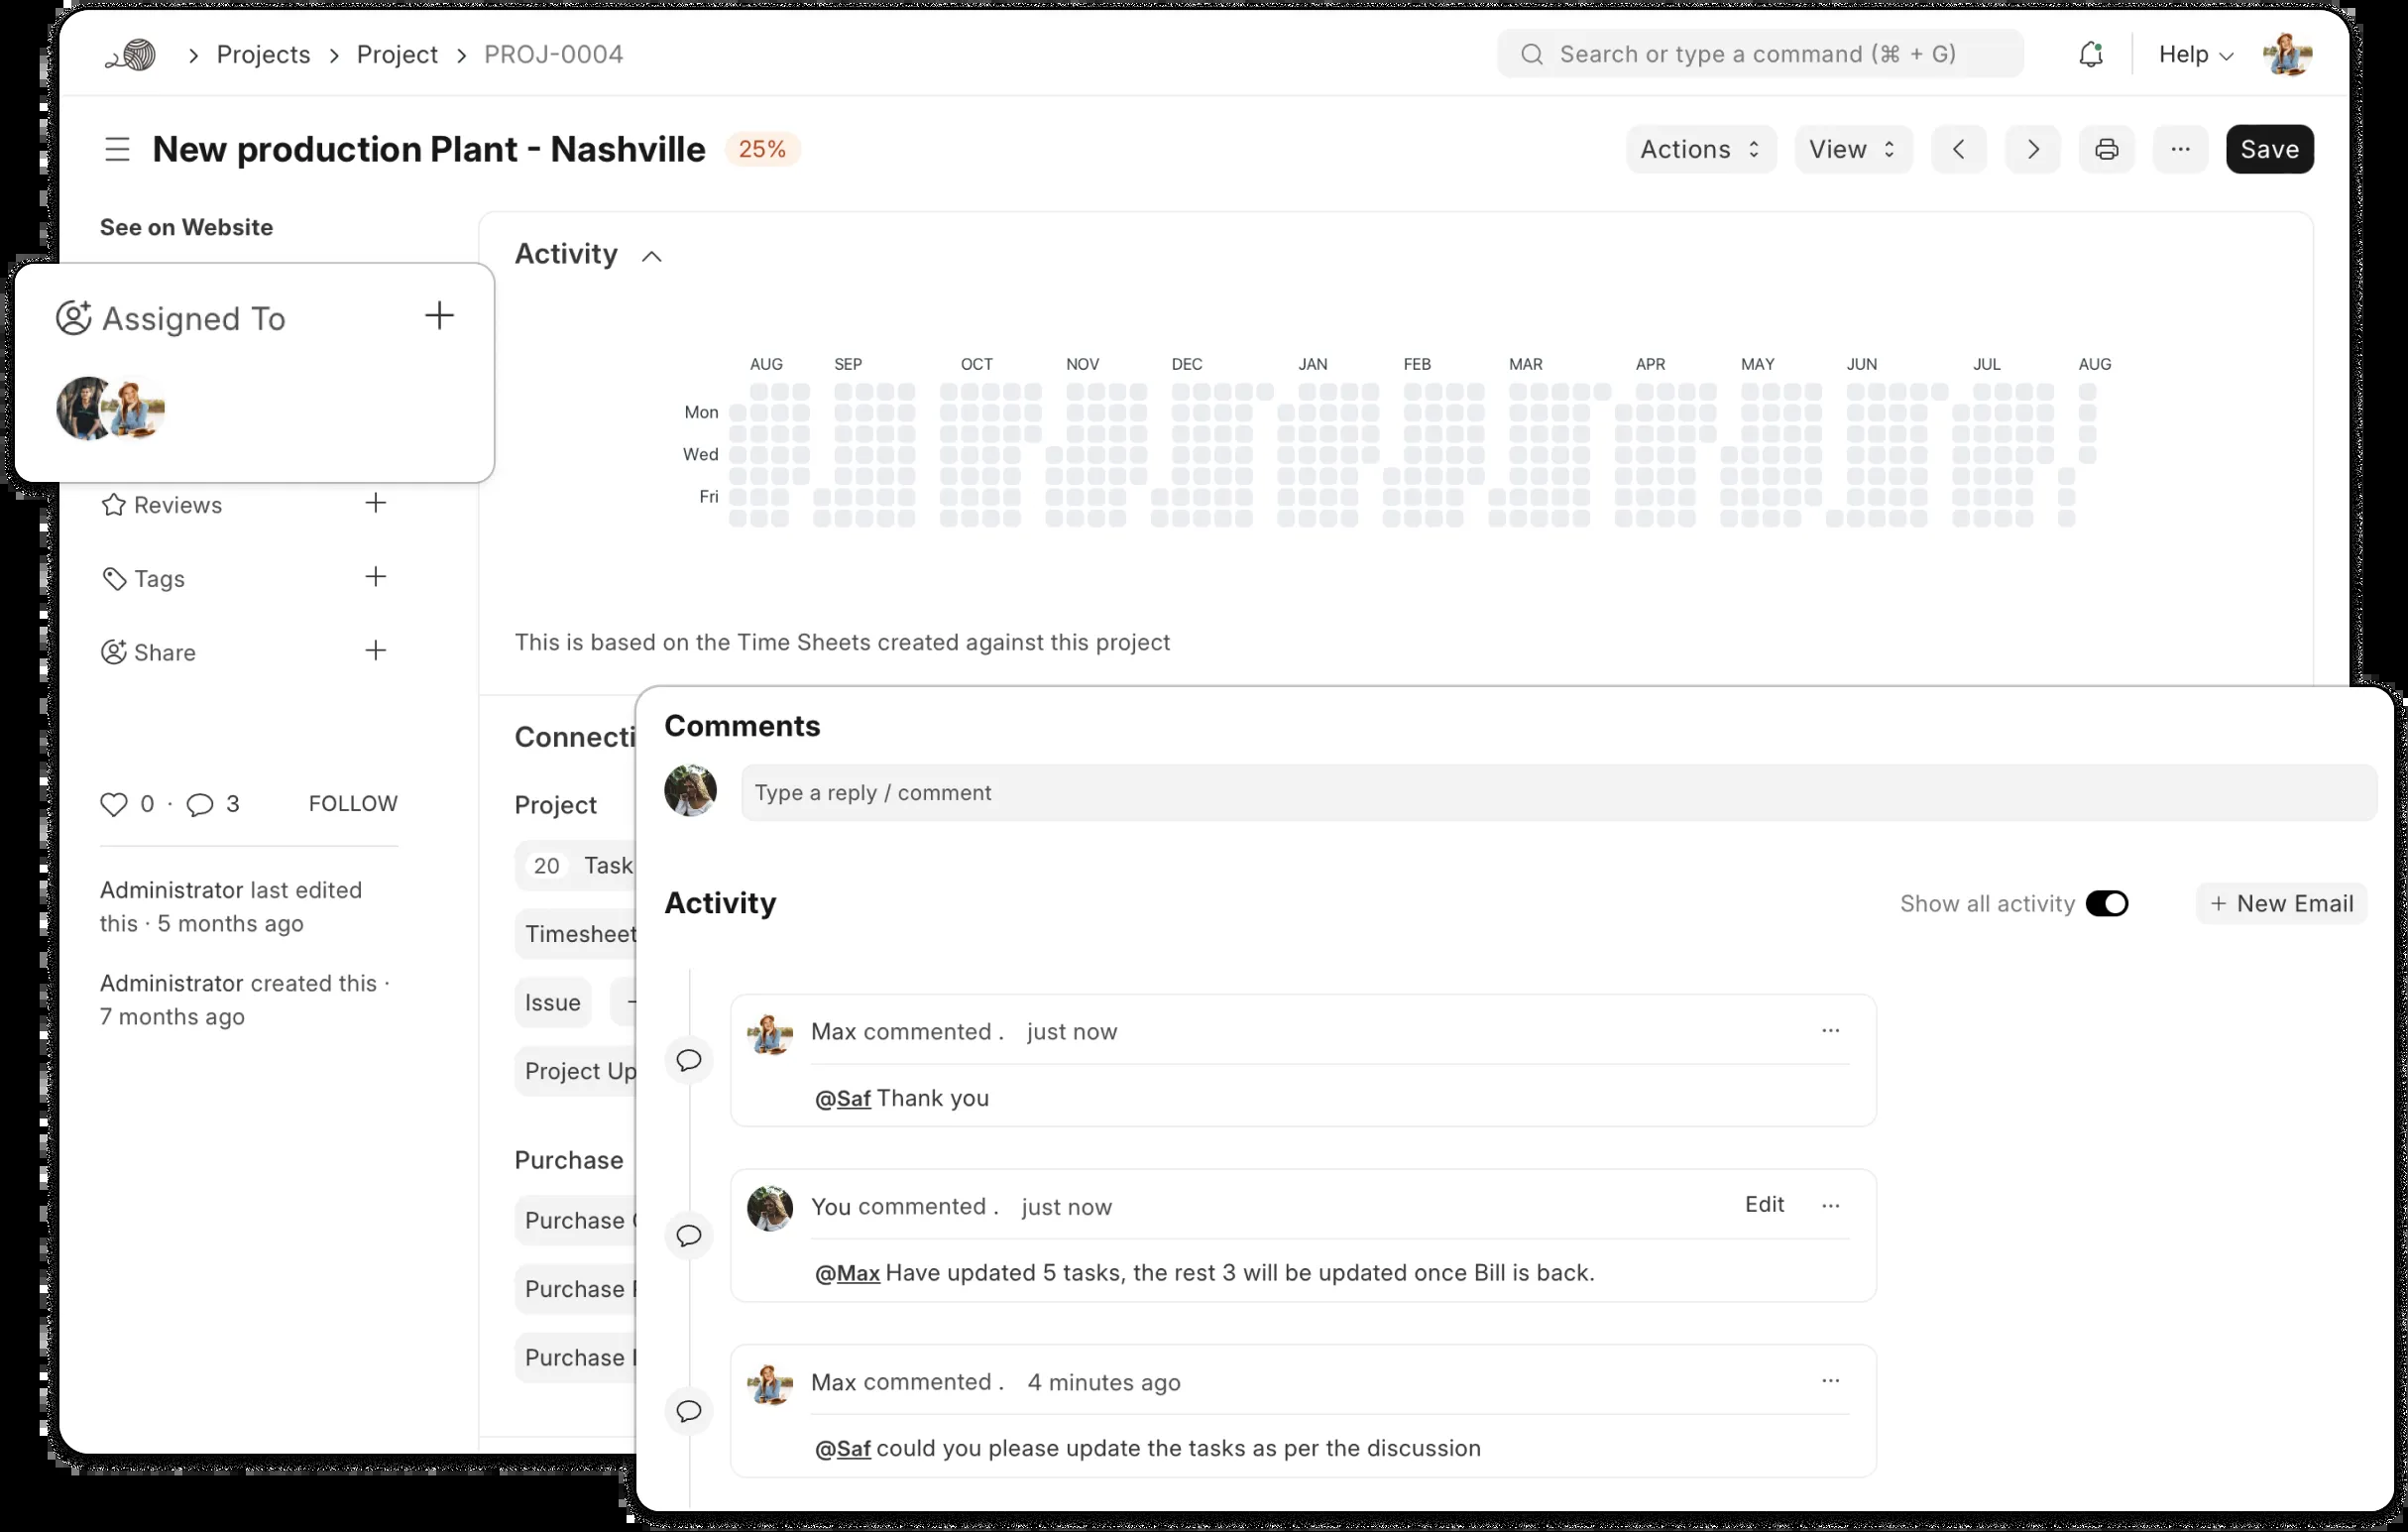 Projects Project PROJ-0004 Search or type a command (⌘ + G) Help
New production Plant - Nashville 25% Actions View Save
See on Website
Activity
Assigned To
AUG SEP OCT NOV DEC JAN FEB MAR APR MAY JUN JUL AUG
Mon
Wed
Fri
Reviews
Tags
Share
This is based on the Time Sheets created against this project
0 · 3 FOLLOW
Administrator last edited
this · 5 months ago
Administrator created this ·
7 months ago
Connecti
Project
20 Task
Timesheet
Issue
Project Up
Purchase
Purchase
Purchase
Purchase
Comments
Type a reply / comment
Activity Show all activity + New Email
Max commented . just now ···
@Saf Thank you
You commented . just now Edit ···
@Max Have updated 5 tasks, the rest 3 will be updated once Bill is back.
Max commented . 4 minutes ago ···
@Saf could you please update the tasks as per the discussion